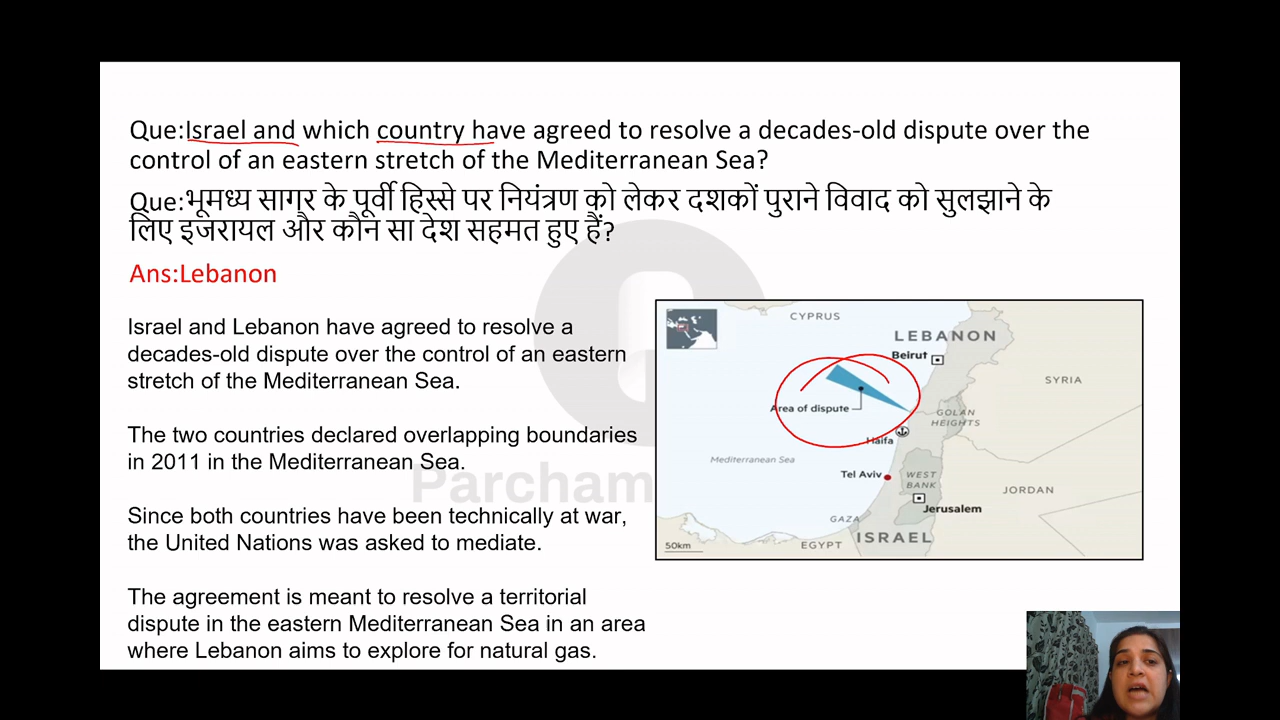 Que:Israel and which country have agreed to resolve a decades-old dispute over the
control of an eastern stretch of the Mediterranean Sea?
Que:भूमध्य सागर के पूर्वी हिस्से पर नियंत्रण को लेकर दशकों पुराने विवाद को सुलझाने के
लिए इजरायल और कौन सा देश सहमत हुए हैं?
Ans:Lebanon
Israel and Lebanon have agreed to resolve a
decades-old dispute over the control of an eastern
stretch of the Mediterranean Sea.
The two countries declared overlapping boundaries
in 2011 in the Mediterranean Sea.
Since both countries have been technically at war,
the United Nations was asked to mediate.
The agreement is meant to resolve a territorial
dispute in the eastern Mediterranean Sea in an area
where Lebanon aims to explore for natural gas.
Parcham
CYPRUS
LEBANON
Beirut
SYRIA
Area of dispute
GOLAN
HEIGHTS
Haifa
Mediterranean Sea
Tel Aviv
WEST
BANK
JORDAN
Jerusalem
GAZA
ISRAEL
EGYPT
50km